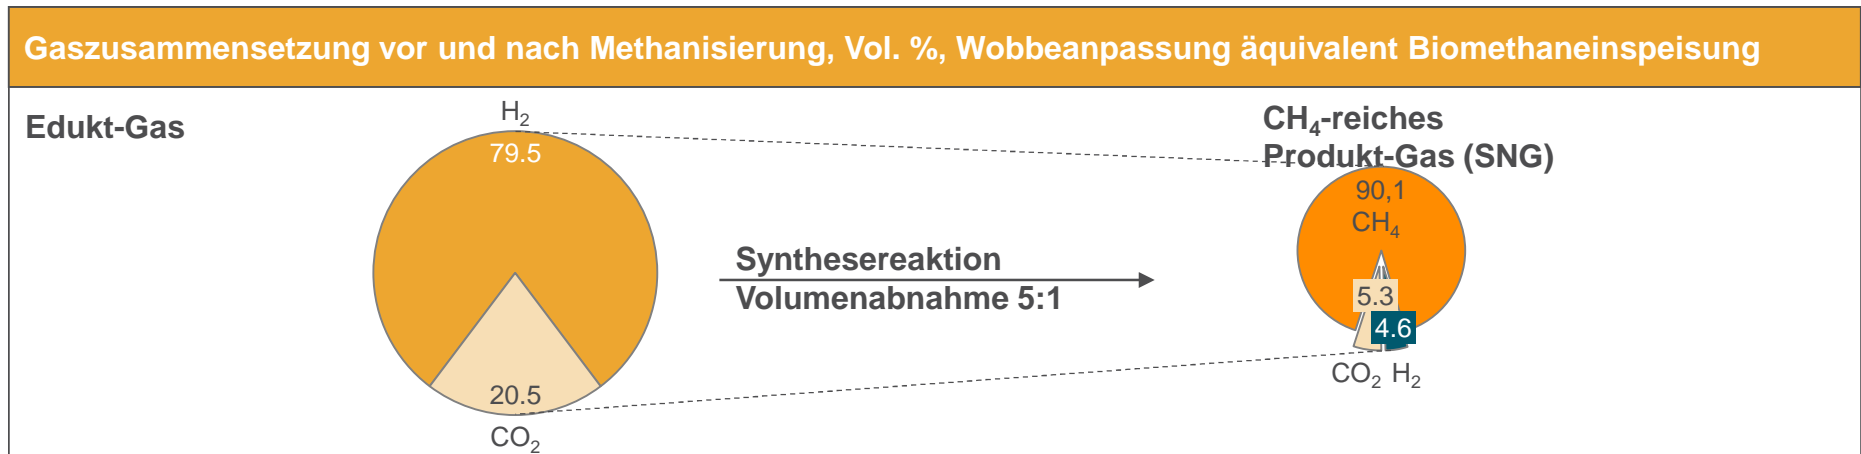 Gaszusammensetzung vor und nach Methanisierung, Vol. %, Wobbeanpassung äquivalent Biomethaneinspeisung
Edukt-Gas
H₂
79.5
20.5
CO₂
Synthesereaktion
Volumenabnahme 5:1
CH₄-reiches
Produkt-Gas (SNG)
90,1
CH₄
5.3
4.6
CO₂ H₂